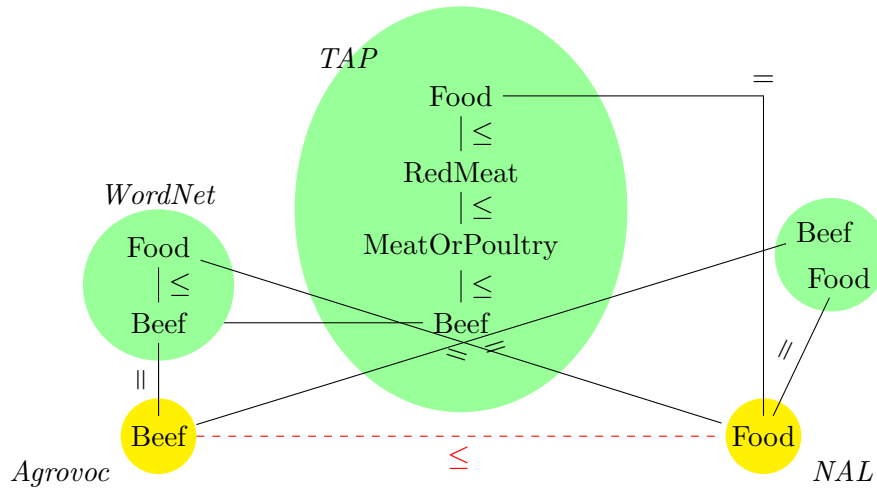 TAP
Food
=
≤
RedMeat
WordNet
≤
Beef
Food
MeatOrPoultry
Food
≤
≤
Beef
Beef
=
=
=
=
Beef
Food
≤
Agrovoc
NAL